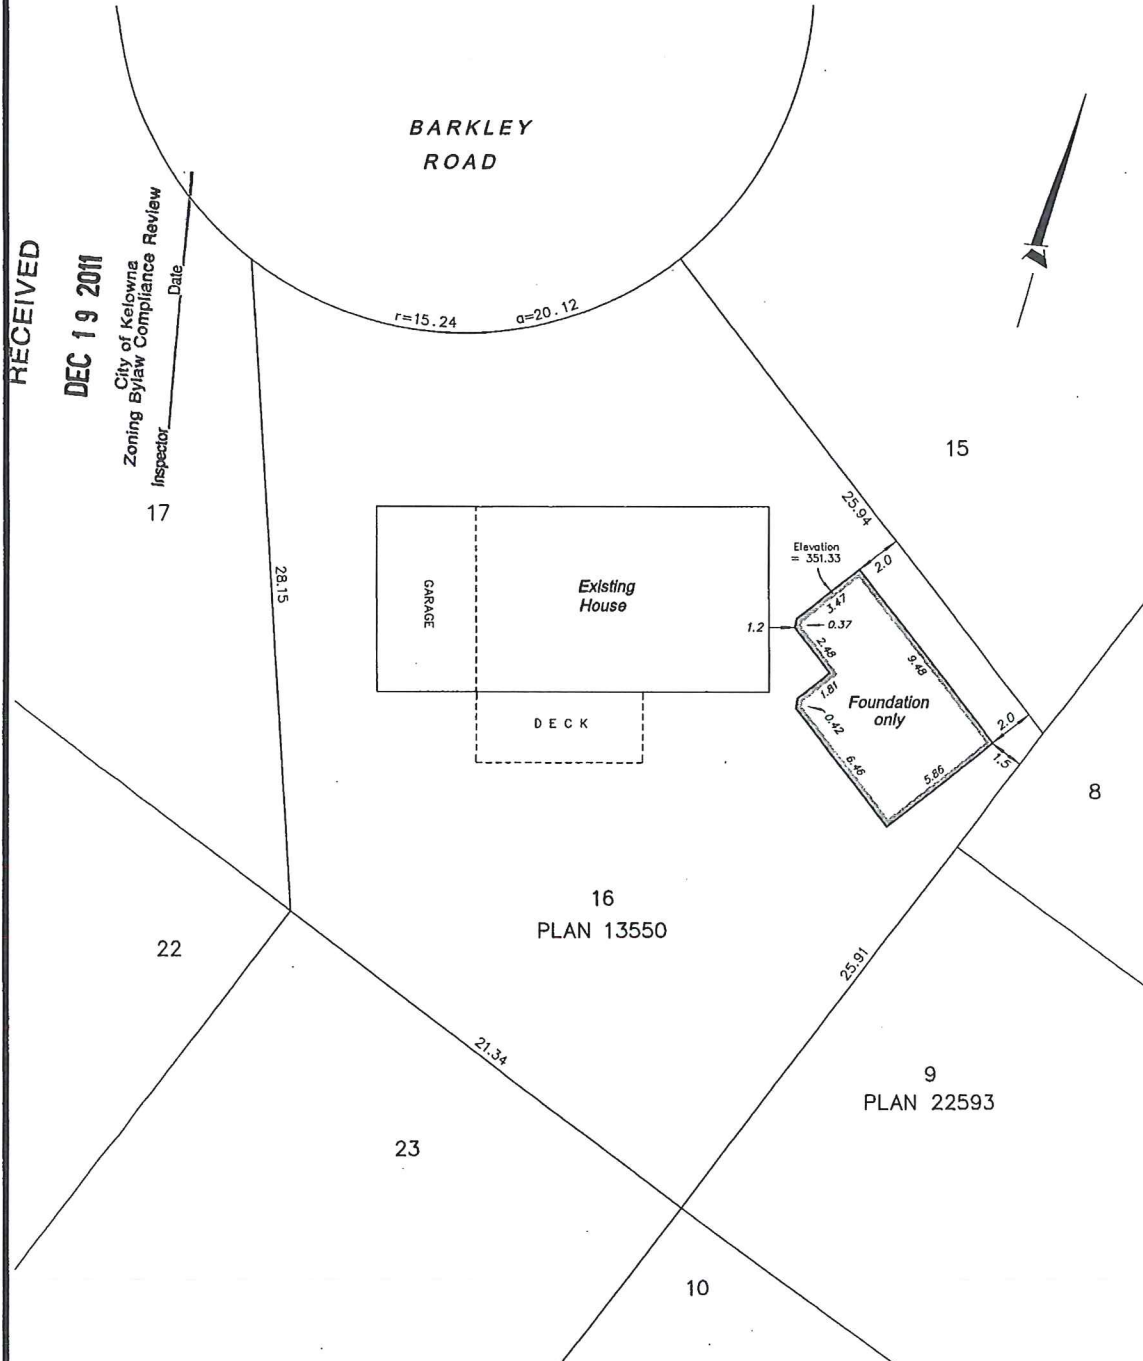 BARKLEY
ROAD
RECEIVED
DEC 19 2011
City of Kelowna
Zoning Bylaw Compliance Review
Inspector
Date
r=15.24
a=20.12
15
17
25.94
28.15
GARAGE
Existing
House
Elevation
= 351.33
2.0
3.47
0.37
1.2
2.48
9.48
1.81
0.42
Foundation
only
DECK
6.46
5.86
2.0
1.5
8
16
PLAN 13550
22
25.91
21.34
9
PLAN 22593
23
10